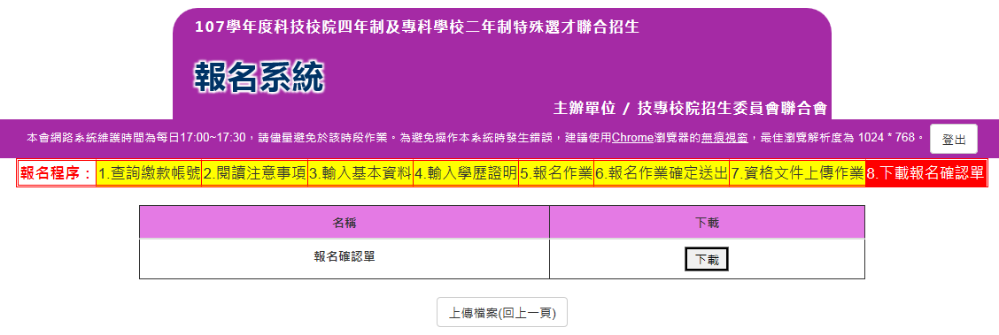 107學年度科技校院四年制及專科學校二年制特殊選才聯合招生
報名系統
主辦單位 / 技專校院招生委員會聯合會
本會網路系統維護時間為每日17:00~17:30，請儘量避免於該時段作業。為避免操作本系統時發生錯誤，建議使用Chrome瀏覽器的無痕視窗，最佳瀏覽解析度為 1024 * 768。 登出
報名程序： 1.查詢繳款帳號 2.閱讀注意事項 3.輸入基本資料 4.輸入學歷證明 5.報名作業 6.報名作業確定送出 7.資格文件上傳作業 8.下載報名確認單
名稱 下載
報名確認單 下載
上傳檔案(回上一頁)